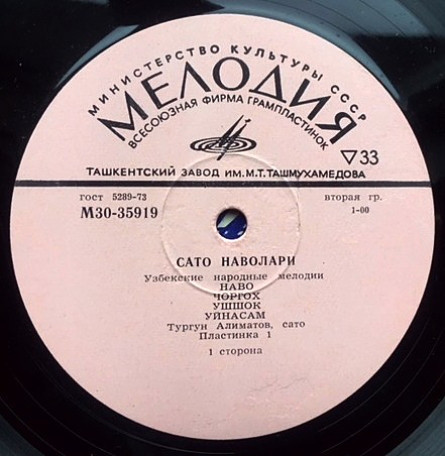 МИНИСТЕРСТВО КУЛЬТУРЫ СССР
МЕЛОДИЯ
ВСЕСОЮЗНАЯ ФИРМА ГРАМПЛАСТИНОК
▽33
ТАШКЕНТСКИЙ ЗАВОД ИМ. М.Т. ТАШМУХАМЕДОВА
гост 5289-73
вторая гр.
М30-35919
1-00
САТО НАВОЛАРИ
Узбекские народные мелодии
НАВО
ЧОРГОХ
УШШОК
УЙНАСАМ
Тургун Алиматов, сато
Пластинка 1
1 сторона